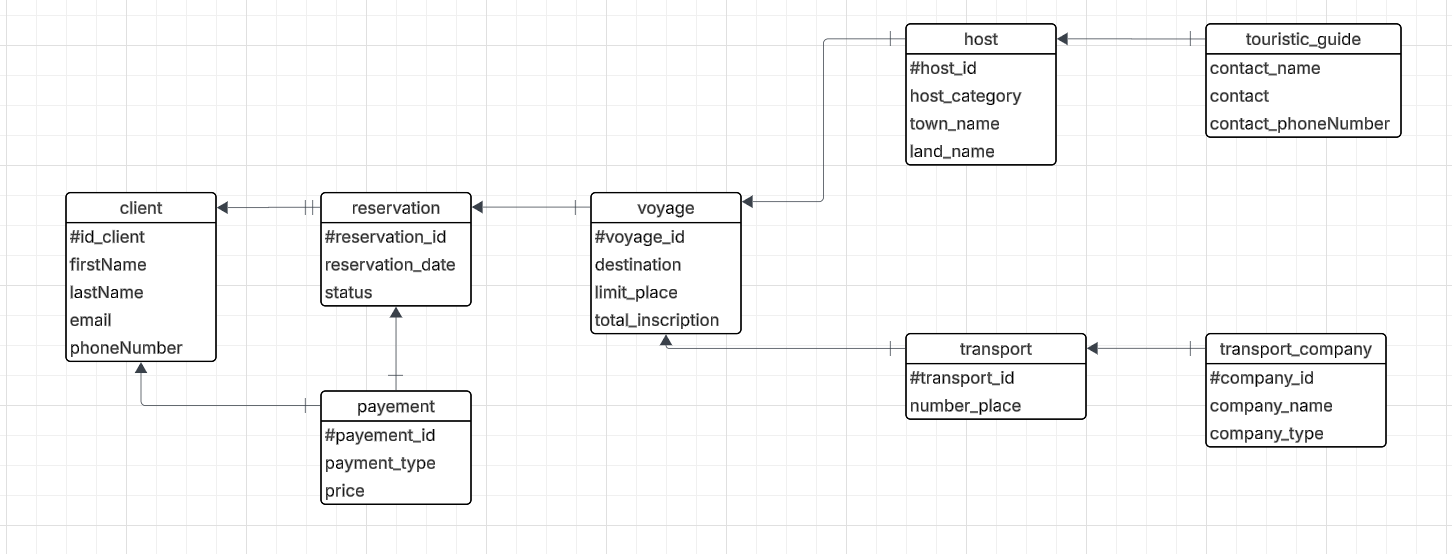 host
#host_id
host_category
town_name
land_name
touristic_guide
contact_name
contact
contact_phoneNumber
client
#id_client
firstName
lastName
email
phoneNumber
reservation
#reservation_id
reservation_date
status
voyage
#voyage_id
destination
limit_place
total_inscription
transport
#transport_id
number_place
transport_company
#company_id
company_name
company_type
payement
#payement_id
payment_type
price